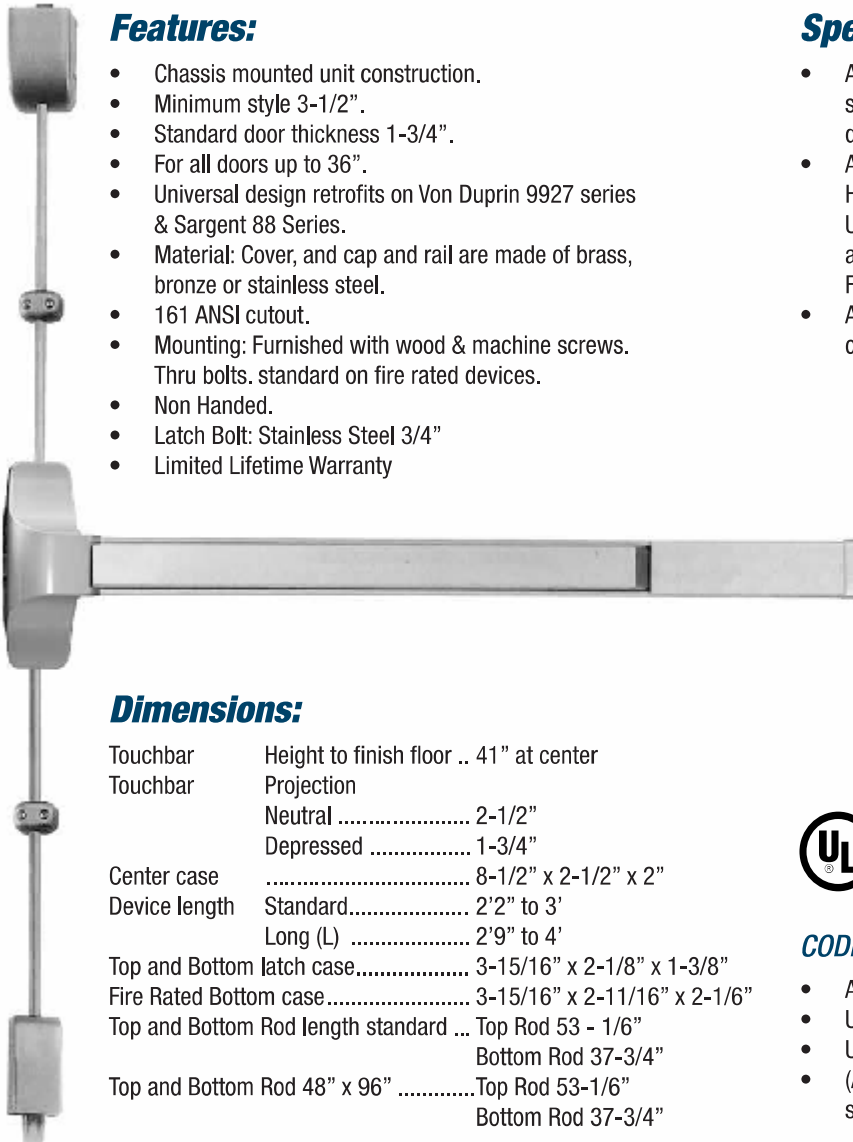 Features:
• Chassis mounted unit construction.
• Minimum style 3-1/2”.
• Standard door thickness 1-3/4”.
• For all doors up to 36”.
• Universal design retrofits on Von Duprin 9927 series
& Sargent 88 Series.
• Material: Cover, and cap and rail are made of brass,
bronze or stainless steel.
• 161 ANSI cutout.
• Mounting: Furnished with wood & machine screws.
Thru bolts. standard on fire rated devices.
• Non Handed.
• Latch Bolt: Stainless Steel 3/4”
• Limited Lifetime Warranty
Dimensions:
Touchbar Height to finish floor .. 41” at center
Touchbar Projection
Neutral ...................... 2-1/2”
Depressed ................. 1-3/4”
Center case .................................. 8-1/2” x 2-1/2” x 2”
Device length Standard.................... 2’2” to 3’
Long (L) .................... 2’9” to 4’
Top and Bottom latch case................... 3-15/16” x 2-1/8” x 1-3/8”
Fire Rated Bottom case........................ 3-15/16” x 2-11/16” x 2-1/6”
Top and Bottom Rod length standard ... Top Rod 53 - 1/6”
Bottom Rod 37-3/4”
Top and Bottom Rod 48” x 96” .............Top Rod 53-1/6”
Bottom Rod 37-3/4”
UL
®